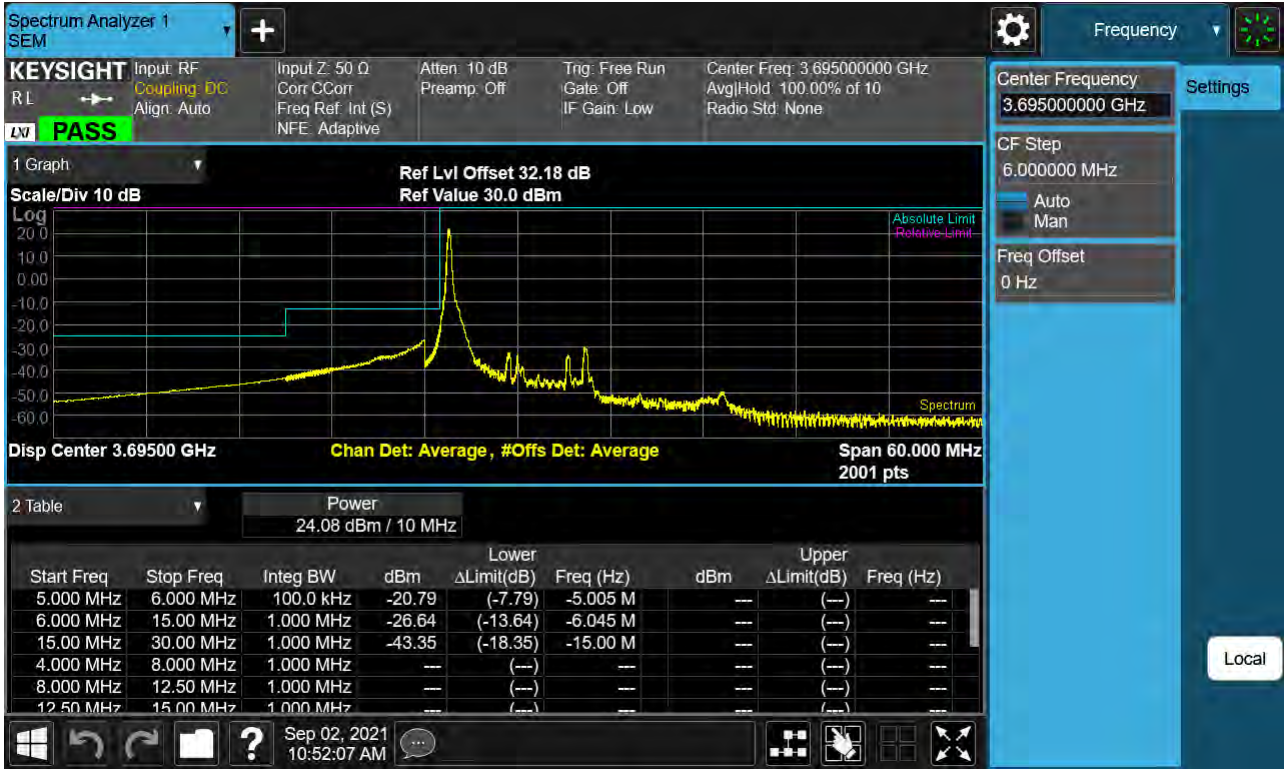 Spectrum Analyzer 1
SEM
Frequency
KEYSIGHT
R L
LXI
PASS
Input: RF
Coupling: DC
Align: Auto
Input Z: 50 Ω
Corr CCorr
Freq Ref: Int (S)
NFE: Adaptive
Atten: 10 dB
Preamp: Off
Trig: Free Run
Gate: Off
IF Gain: Low
Center Freq: 3.695000000 GHz
Avg|Hold: 100.00% of 10
Radio Std: None
Center Frequency
3.695000000 GHz
Settings
CF Step
6.000000 MHz
Auto
Man
Freq Offset
0 Hz
Local
1 Graph
Scale/Div 10 dB
Ref Lvl Offset 32.18 dB
Ref Value 30.0 dBm
Log
20.0
10.0
0.00
-10.0
-20.0
-30.0
-40.0
-50.0
-60.0
Absolute Limit
Relative Limit
Spectrum
Disp Center 3.69500 GHz
Chan Det: Average, #Offs Det: Average
Span 60.000 MHz
2001 pts
2 Table
Power
24.08 dBm / 10 MHz
Lower Upper
Start Freq Stop Freq Integ BW dBm ΔLimit(dB) Freq (Hz) dBm ΔLimit(dB) Freq (Hz)
5.000 MHz 6.000 MHz 100.0 kHz -20.79 (-7.79) -5.005 M --- (---) ---
6.000 MHz 15.00 MHz 1.000 MHz -26.64 (-13.64) -6.045 M --- (---) ---
15.00 MHz 30.00 MHz 1.000 MHz -43.35 (-18.35) -15.00 M --- (---) ---
4.000 MHz 8.000 MHz 1.000 MHz --- (---) --- --- (---) ---
8.000 MHz 12.50 MHz 1.000 MHz --- (---) --- --- (---) ---
12.50 MHz 15.00 MHz 1.000 MHz --- (---) --- --- (---) ---
Sep 02, 2021
10:52:07 AM